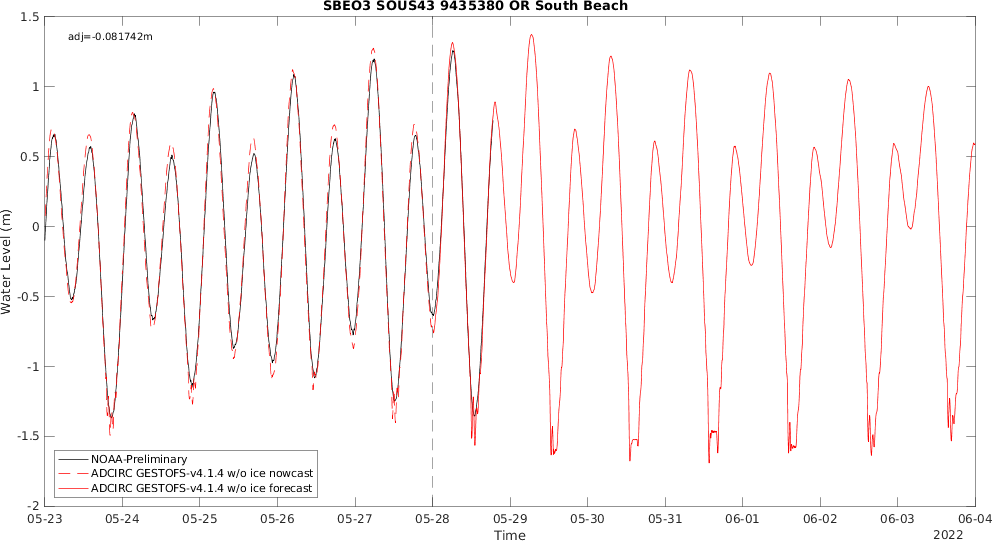 SBEO3 SOUS43 9435380 OR South Beach
adj=-0.081742m
1.5
1
0.5
0
-0.5
-1
-1.5
-2
Water Level (m)
NOAA-Preliminary
ADCIRC GESTOFS-v4.1.4 w/o ice nowcast
ADCIRC GESTOFS-v4.1.4 w/o ice forecast
05-23 05-24 05-25 05-26 05-27 05-28 05-29 05-30 05-31 06-01 06-02 06-03 06-04
Time
2022